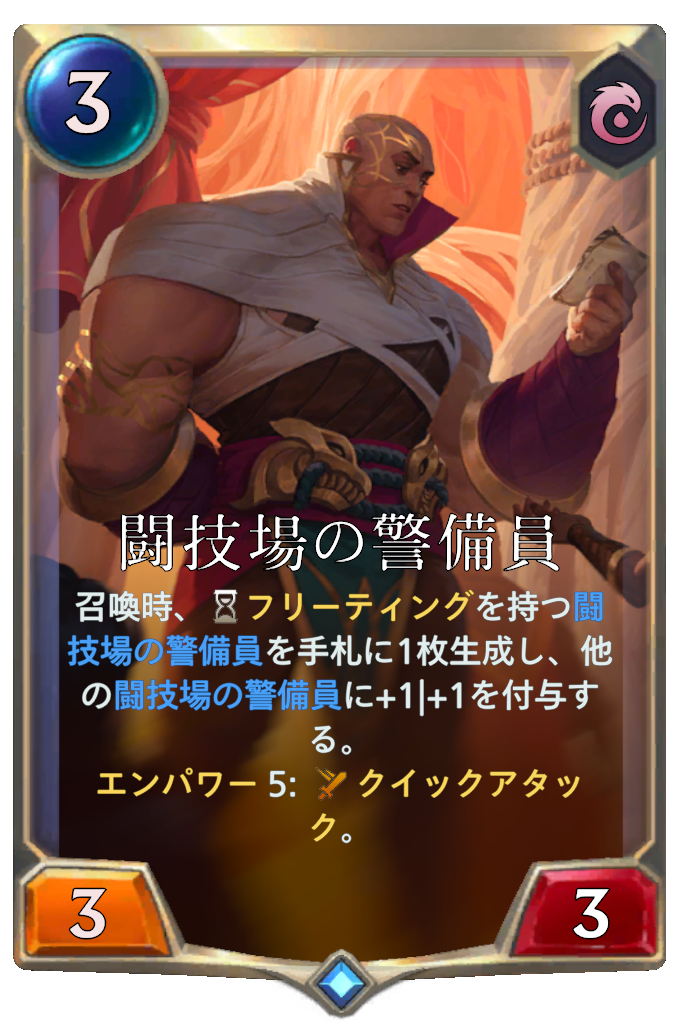 3
闘技場の警備員
召喚時、フリーティングを持つ闘
技場の警備員を手札に1枚生成し、他
の闘技場の警備員に+1|+1を付与す
る。
エンパワー 5: クイックアタッ
ク。
3
3